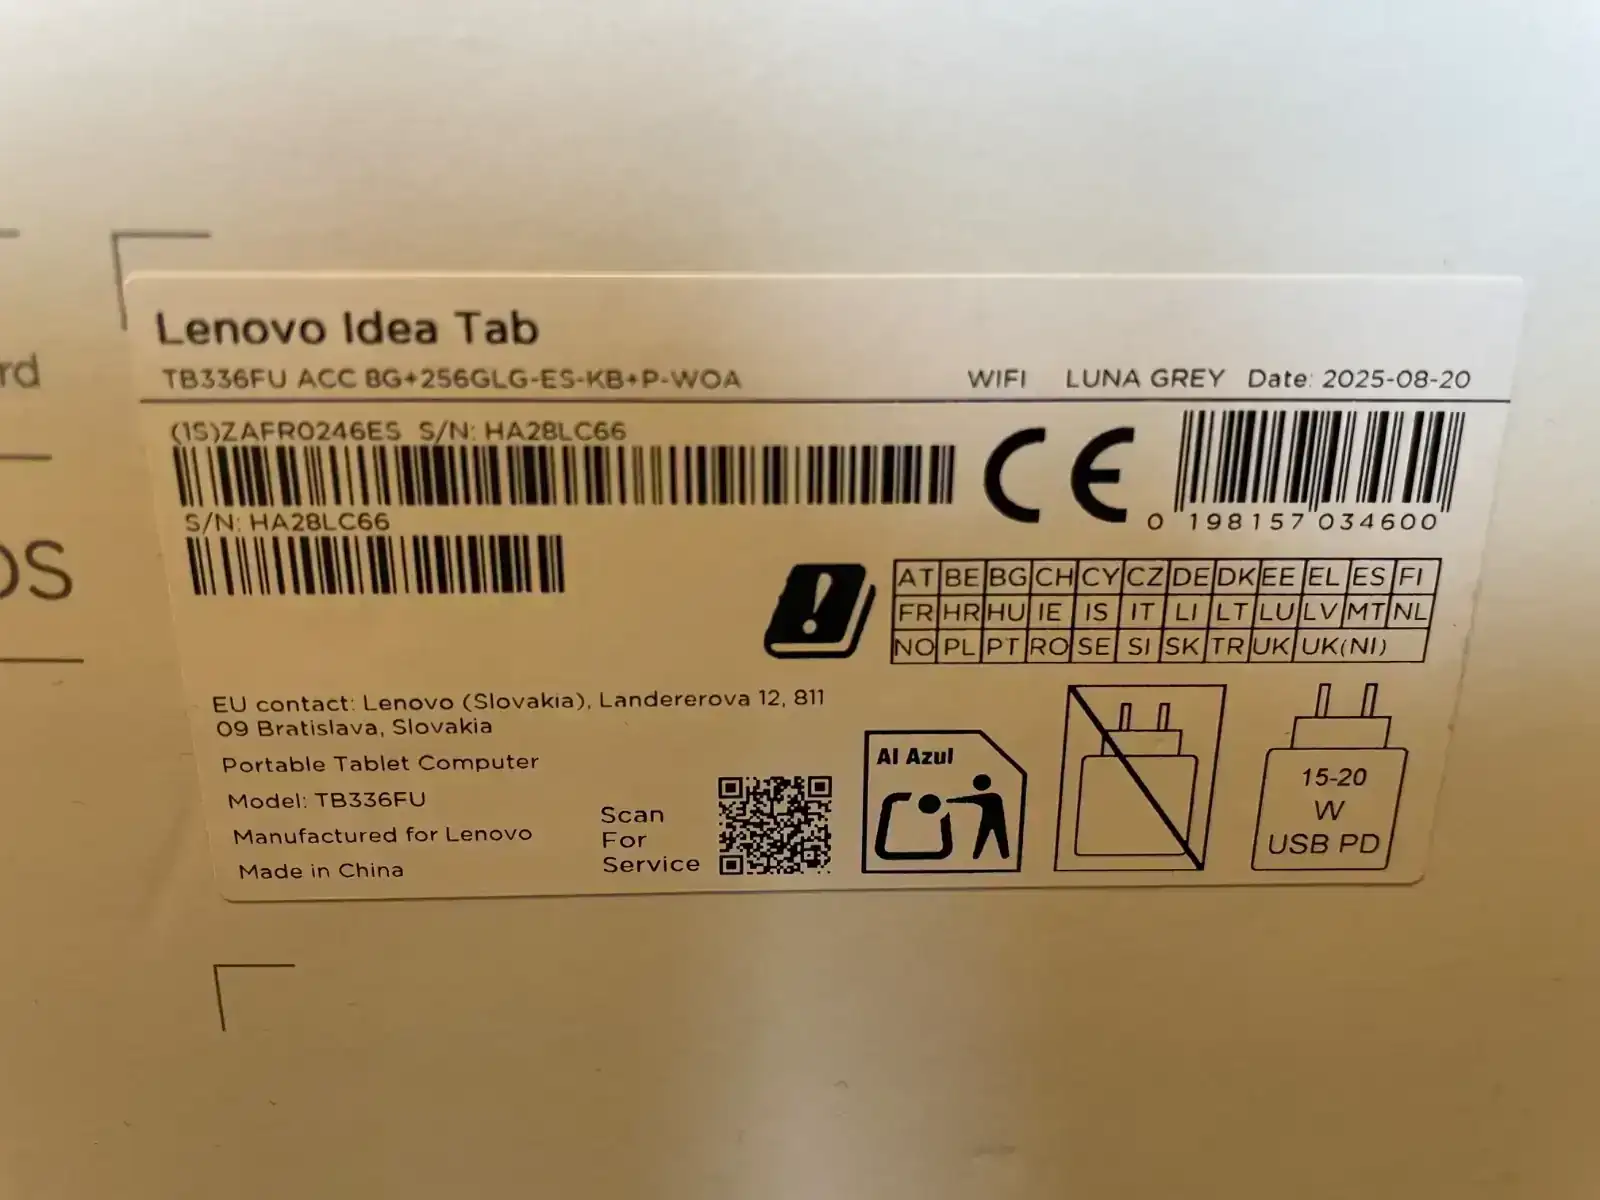 Lenovo Idea Tab
TB336FU ACC 8G+256GLG-ES-KB+P-WOA WIFI LUNA GREY Date: 2025-08-20
(1S)ZAFR0246ES S/N: HA28LC66
S/N: HA28LC66
CE
0 198157 034600
AT BE BG CH CY CZ DE DK EE EL ES FI
FR HR HU IE IS IT LI LT LU LV MT NL
NO PL PT RO SE SI SK TR UK UK(NI)
EU contact: Lenovo (Slovakia), Landererova 12, 811
09 Bratislava, Slovakia
Portable Tablet Computer
Model: TB336FU
Manufactured for Lenovo
Made in China
Scan
For
Service
Al Azul
15-20
W
USB PD
rd
OS